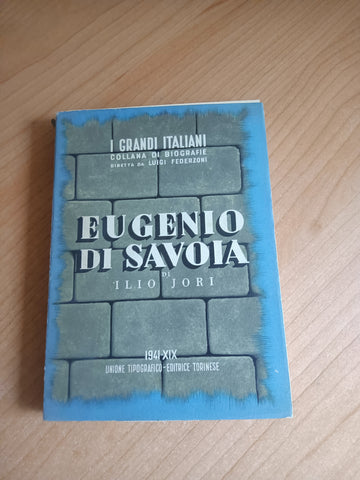 I GRANDI ITALIANI
COLLANA DI BIOGRAFIE
DIRETTA DA LUIGI FEDERZONI
EUGENIO
DI SAVOIA
DI
ILIO JORI
1941-XIX
UNIONE TIPOGRAFICO-EDITRICE TORINESE